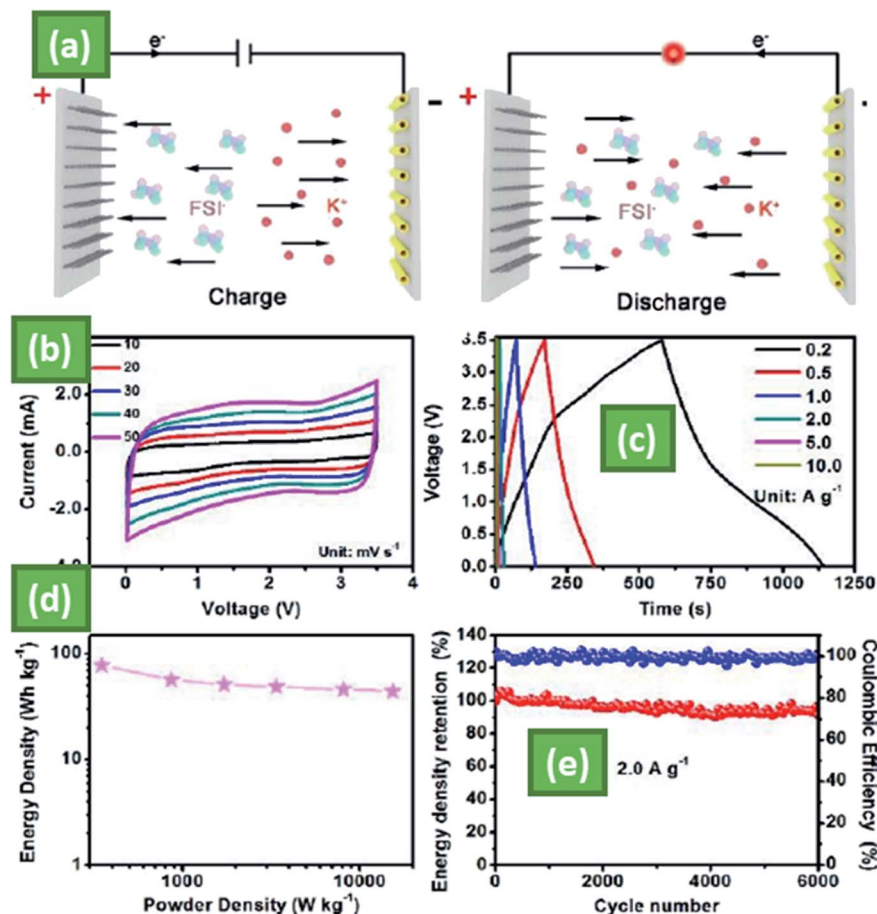 (a)
e-
e-
+
-
+
FSI-
K+
FSI-
K+
Charge
Discharge
(b)
10
20
30
40
50
2.0
0.0
-2.0
Current (mA)
Unit: mV s-1
0
1
2
3
4
Voltage (V)
(c)
3.5
3.0
2.5
2.0
1.5
1.0
0.5
0.0
Voltage (V)
0.2
0.5
1.0
2.0
5.0
10.0
Unit: A g-1
0
250
500
750
1000
1250
Time (s)
(d)
100
10
1
Energy Density (Wh kg-1)
1000
10000
Powder Density (W kg-1)
140
120
100
80
60
40
20
0
Energy density retention (%)
(e)
2.0 A g-1
100
80
60
40
20
0
Coulombic Efficiency (%)
0
2000
4000
6000
Cycle number